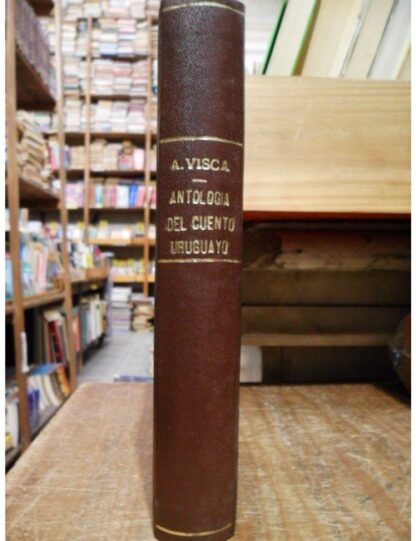 A. VISCA
ANTOLOGIA
DEL CUENTO
URUGUAYO